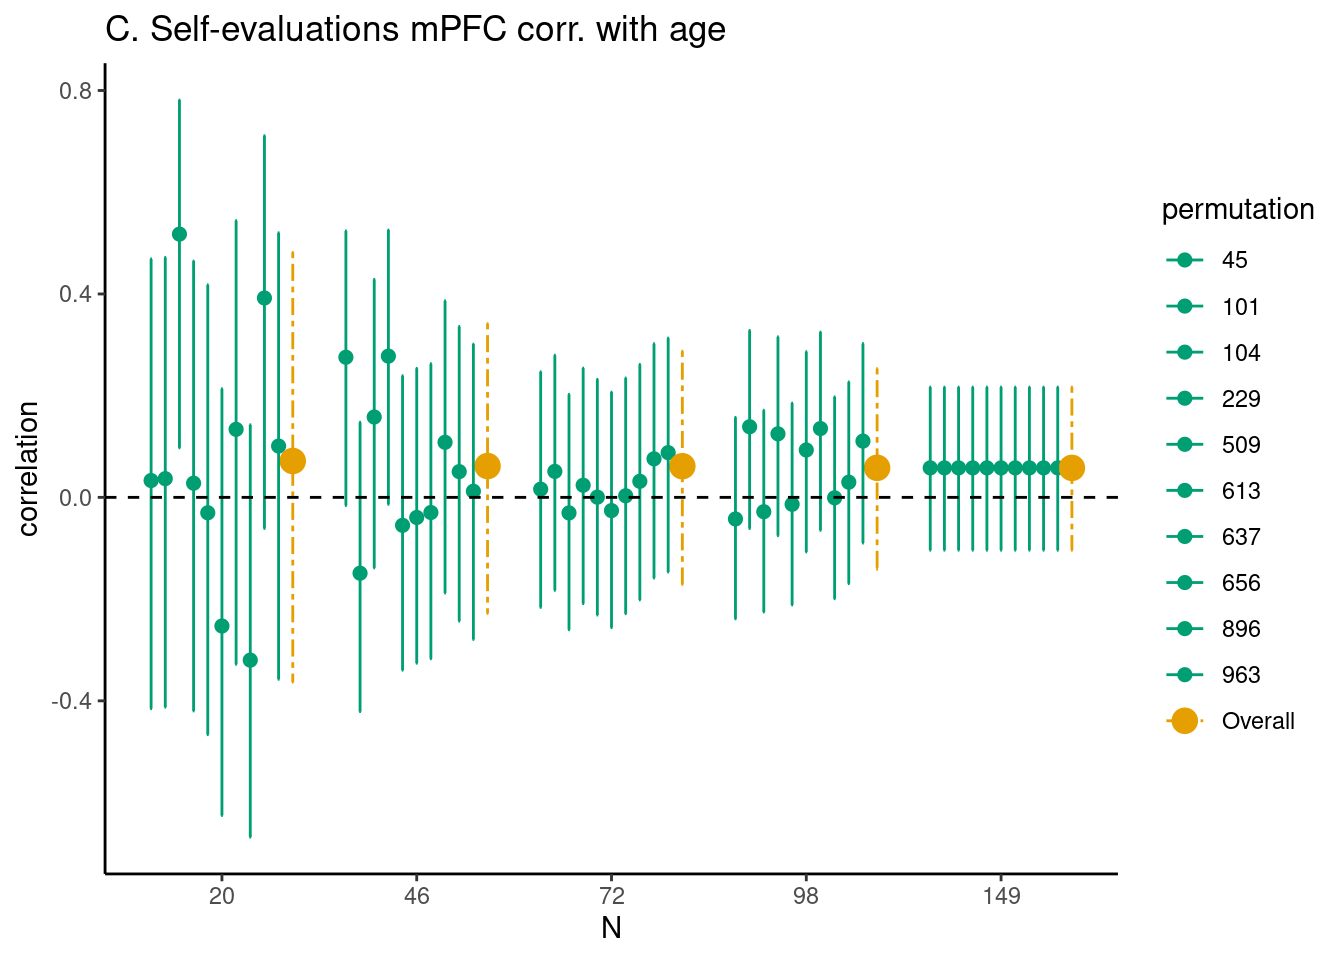 C. Self-evaluations mPFC corr. with age
correlation
0.8
0.4
0.0
-0.4
20 46 72 98 149
N
permutation
45
101
104
229
509
613
637
656
896
963
Overall